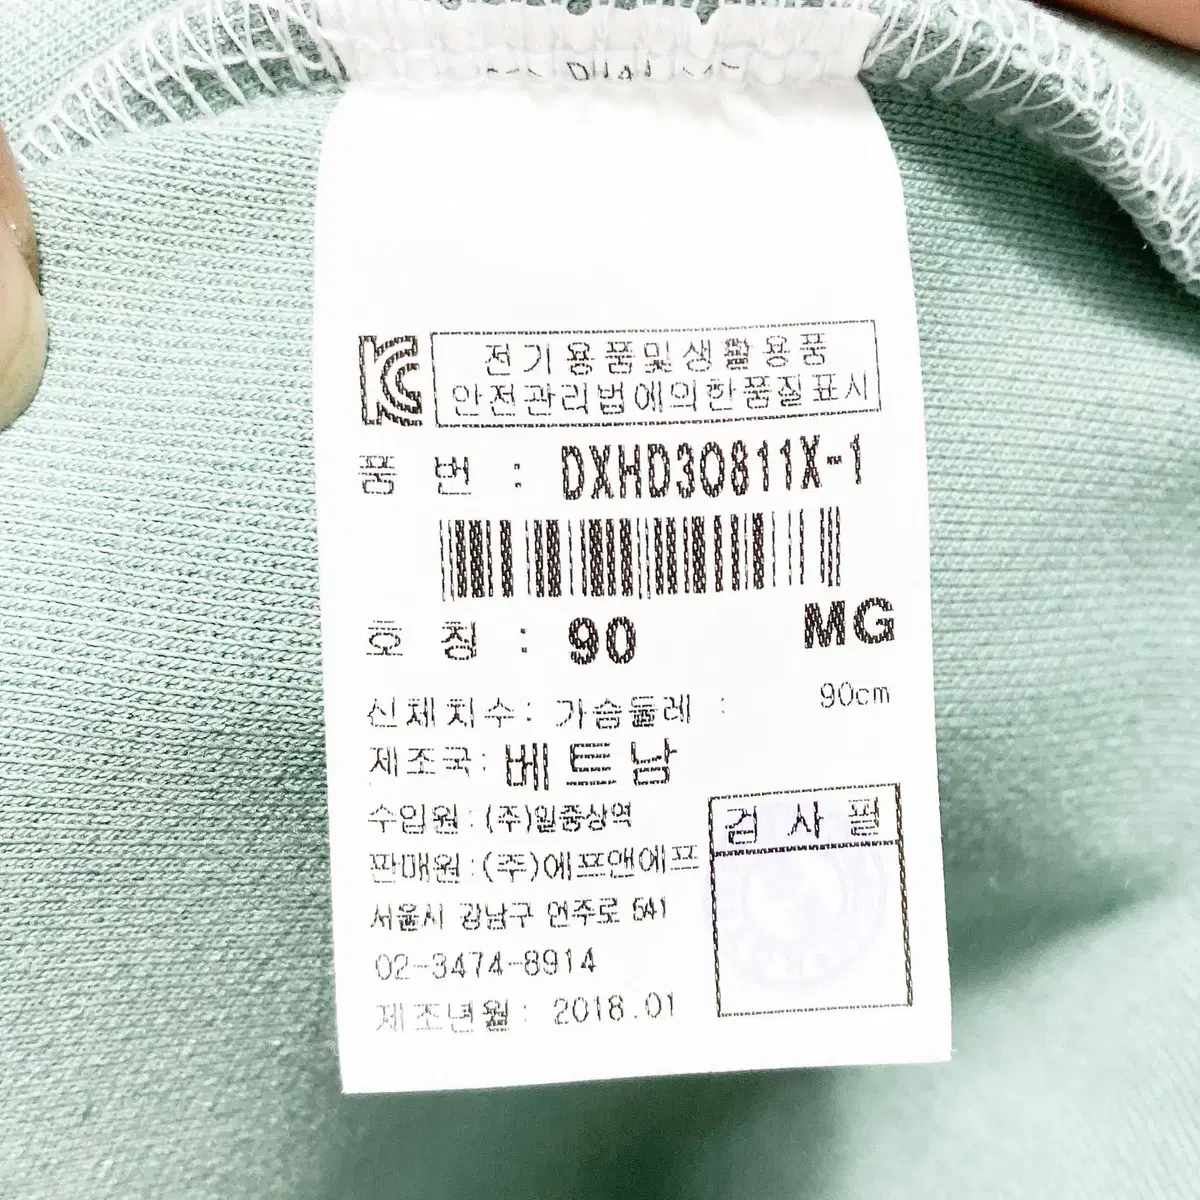 KC 전기용품및생활용품
안전관리법에의한품질표시
품 번 : DXHD30811X-1
호 칭 : 90 MG
신체치수: 가슴둘레 : 90cm
제조국: 베트남
수입원:(주)일중상역
검 사 필
판매원:(주)에프앤에프
서울시 강남구 언주로 541
02-3474-8914
제조년월: 2018.01